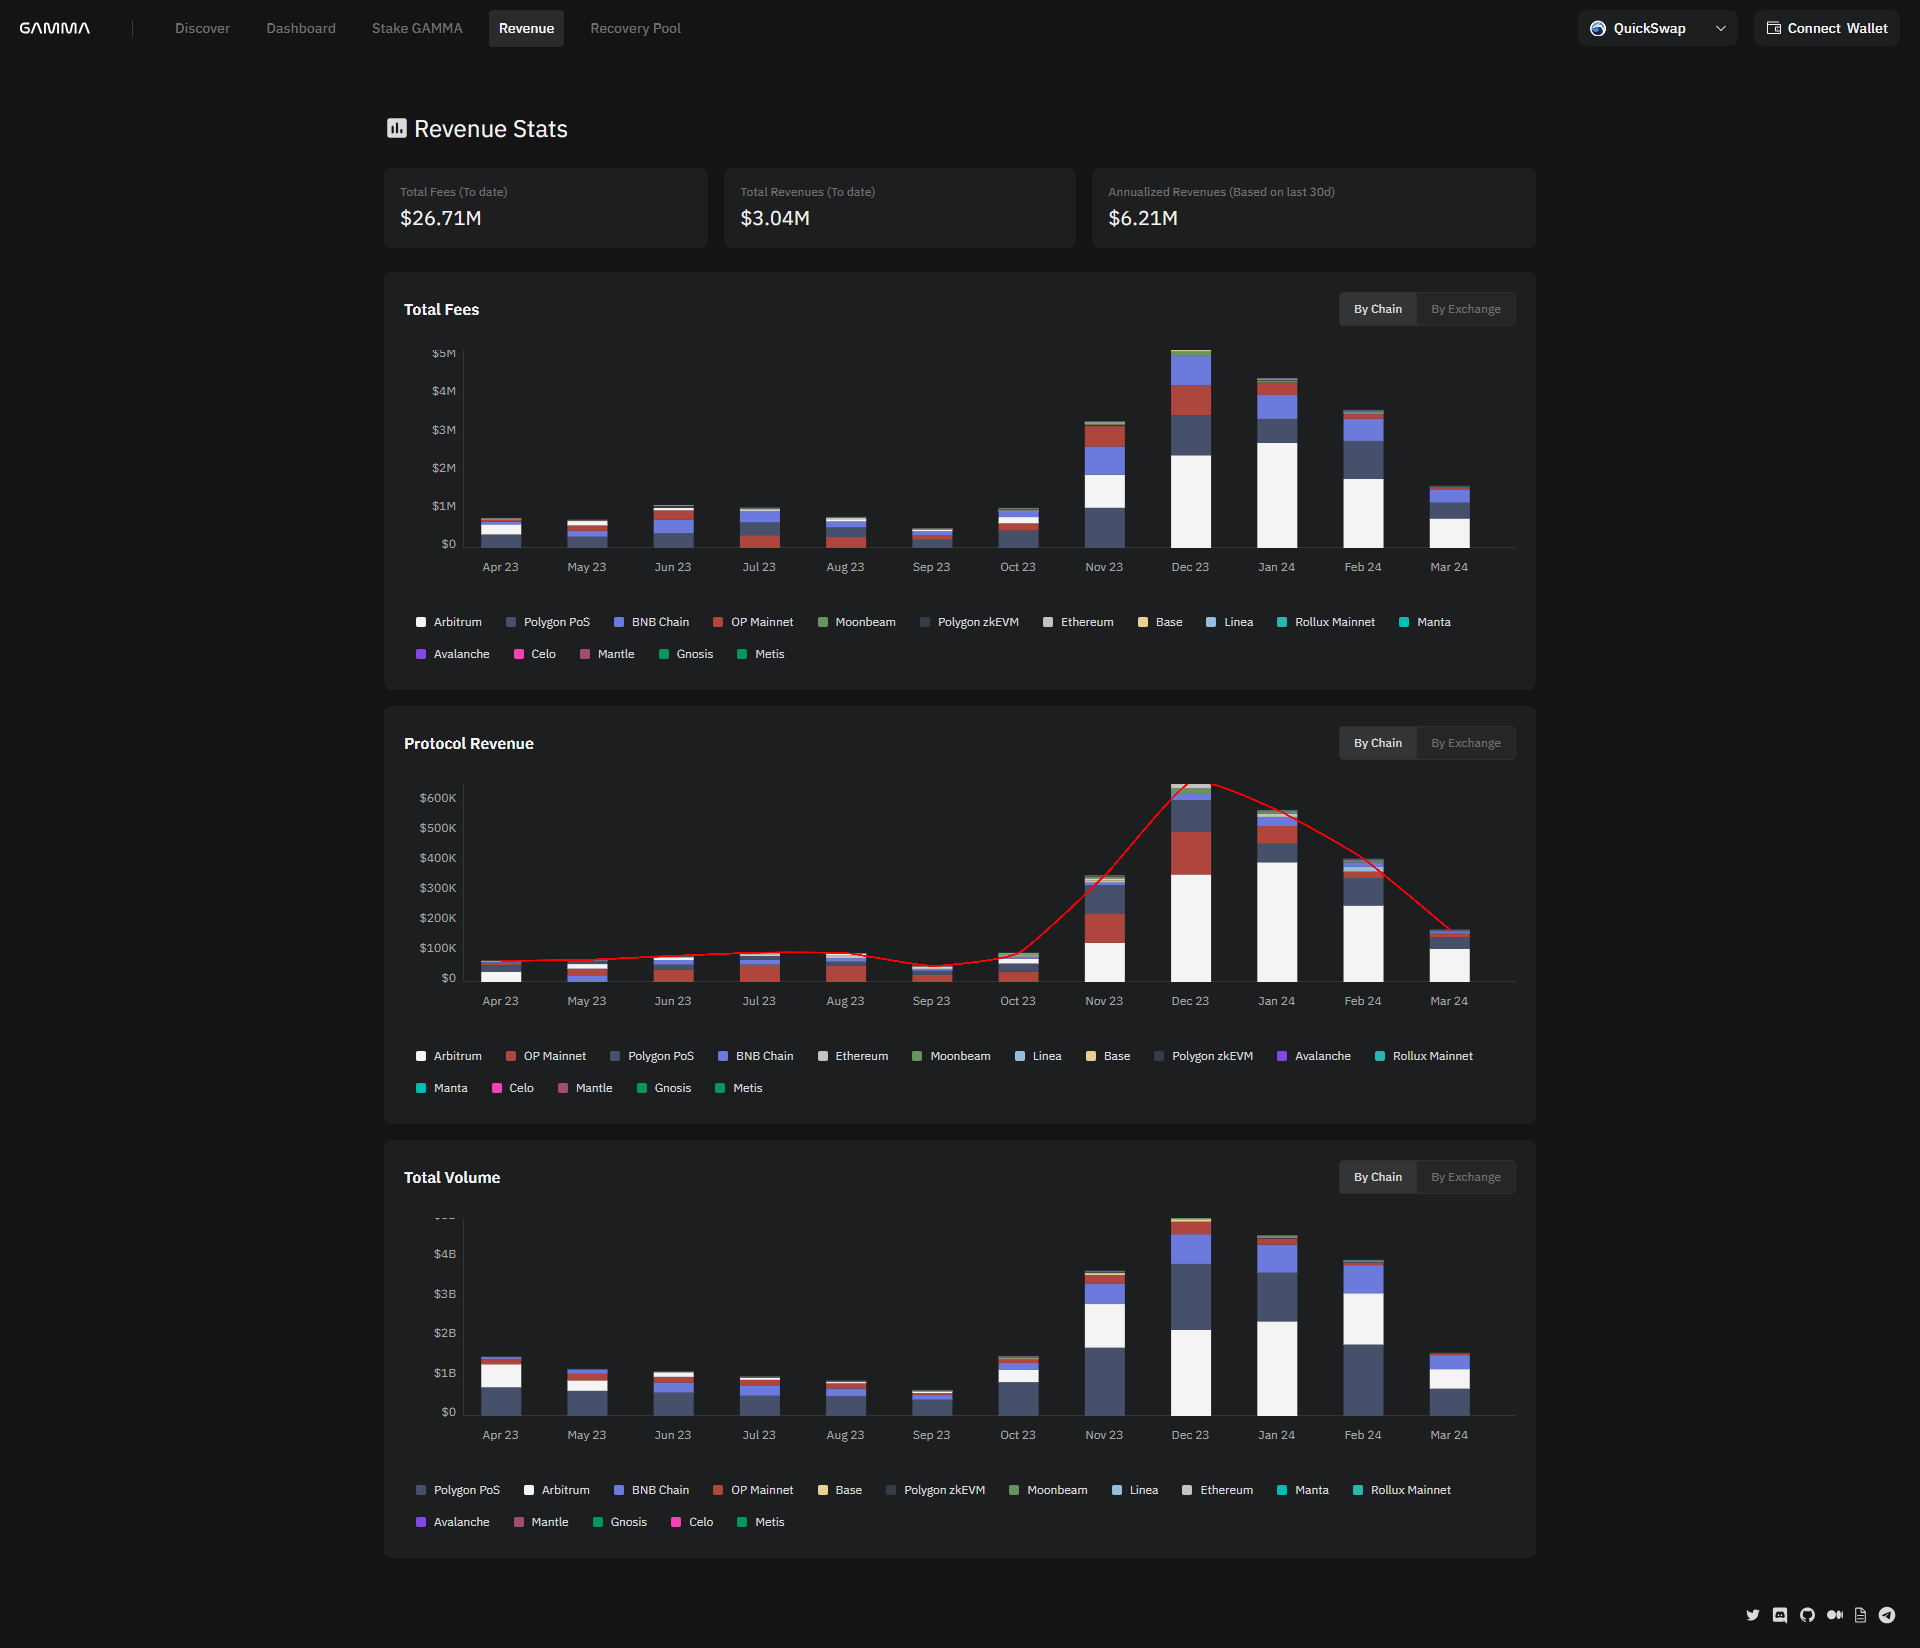 GAMMA Discover Dashboard Stake GAMMA Revenue Recovery Pool QuickSwap Connect Wallet
Revenue Stats
Total Fees (To date) Total Revenues (To date) Annualized Revenues (Based on last 30d)
$26.71M $3.04M $6.21M
Total Fees By Chain By Exchange
$5M
$4M
$3M
$2M
$1M
$0
Apr 23 May 23 Jun 23 Jul 23 Aug 23 Sep 23 Oct 23 Nov 23 Dec 23 Jan 24 Feb 24 Mar 24
Arbitrum Polygon PoS BNB Chain OP Mainnet Moonbeam Polygon zkEVM Ethereum Base Linea Rollux Mainnet Manta
Avalanche Celo Mantle Gnosis Metis
Protocol Revenue By Chain By Exchange
$600K
$500K
$400K
$300K
$200K
$100K
$0
Apr 23 May 23 Jun 23 Jul 23 Aug 23 Sep 23 Oct 23 Nov 23 Dec 23 Jan 24 Feb 24 Mar 24
Arbitrum OP Mainnet Polygon PoS BNB Chain Ethereum Moonbeam Linea Base Polygon zkEVM Avalanche Rollux Mainnet
Manta Celo Mantle Gnosis Metis
Total Volume By Chain By Exchange
$4B
$3B
$2B
$1B
$0
Apr 23 May 23 Jun 23 Jul 23 Aug 23 Sep 23 Oct 23 Nov 23 Dec 23 Jan 24 Feb 24 Mar 24
Polygon PoS Arbitrum BNB Chain OP Mainnet Base Polygon zkEVM Moonbeam Linea Ethereum Manta Rollux Mainnet
Avalanche Mantle Gnosis Celo Metis